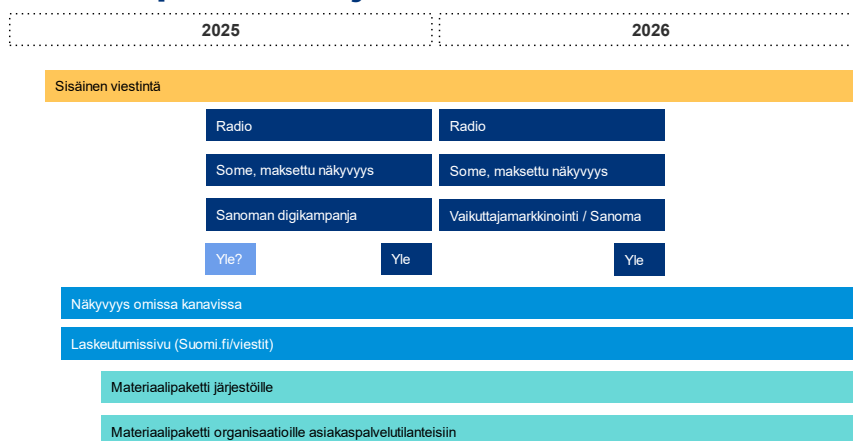 2025
2026
Sisäinen viestintä
Radio
Radio
Some, maksettu näkyvyys
Some, maksettu näkyvyys
Sanoman digikampanja
Vaikuttajamarkkinointi / Sanoma
Yle?
Yle
Yle
Näkyvyys omissa kanavissa
Laskeutumissivu (Suomi.fi/viestit)
Materiaalipaketti järjestöille
Materiaalipaketti organisaatioille asiakaspalvelutilanteisiin